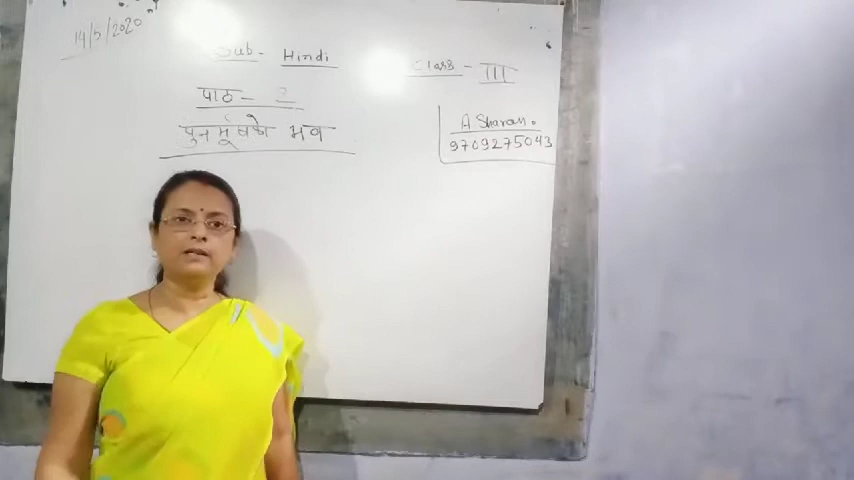 14/5/2020
Sub- Hindi
Class - III
पाठ - 2
पुनर्मूषको भव
A Sharan.
9709275043